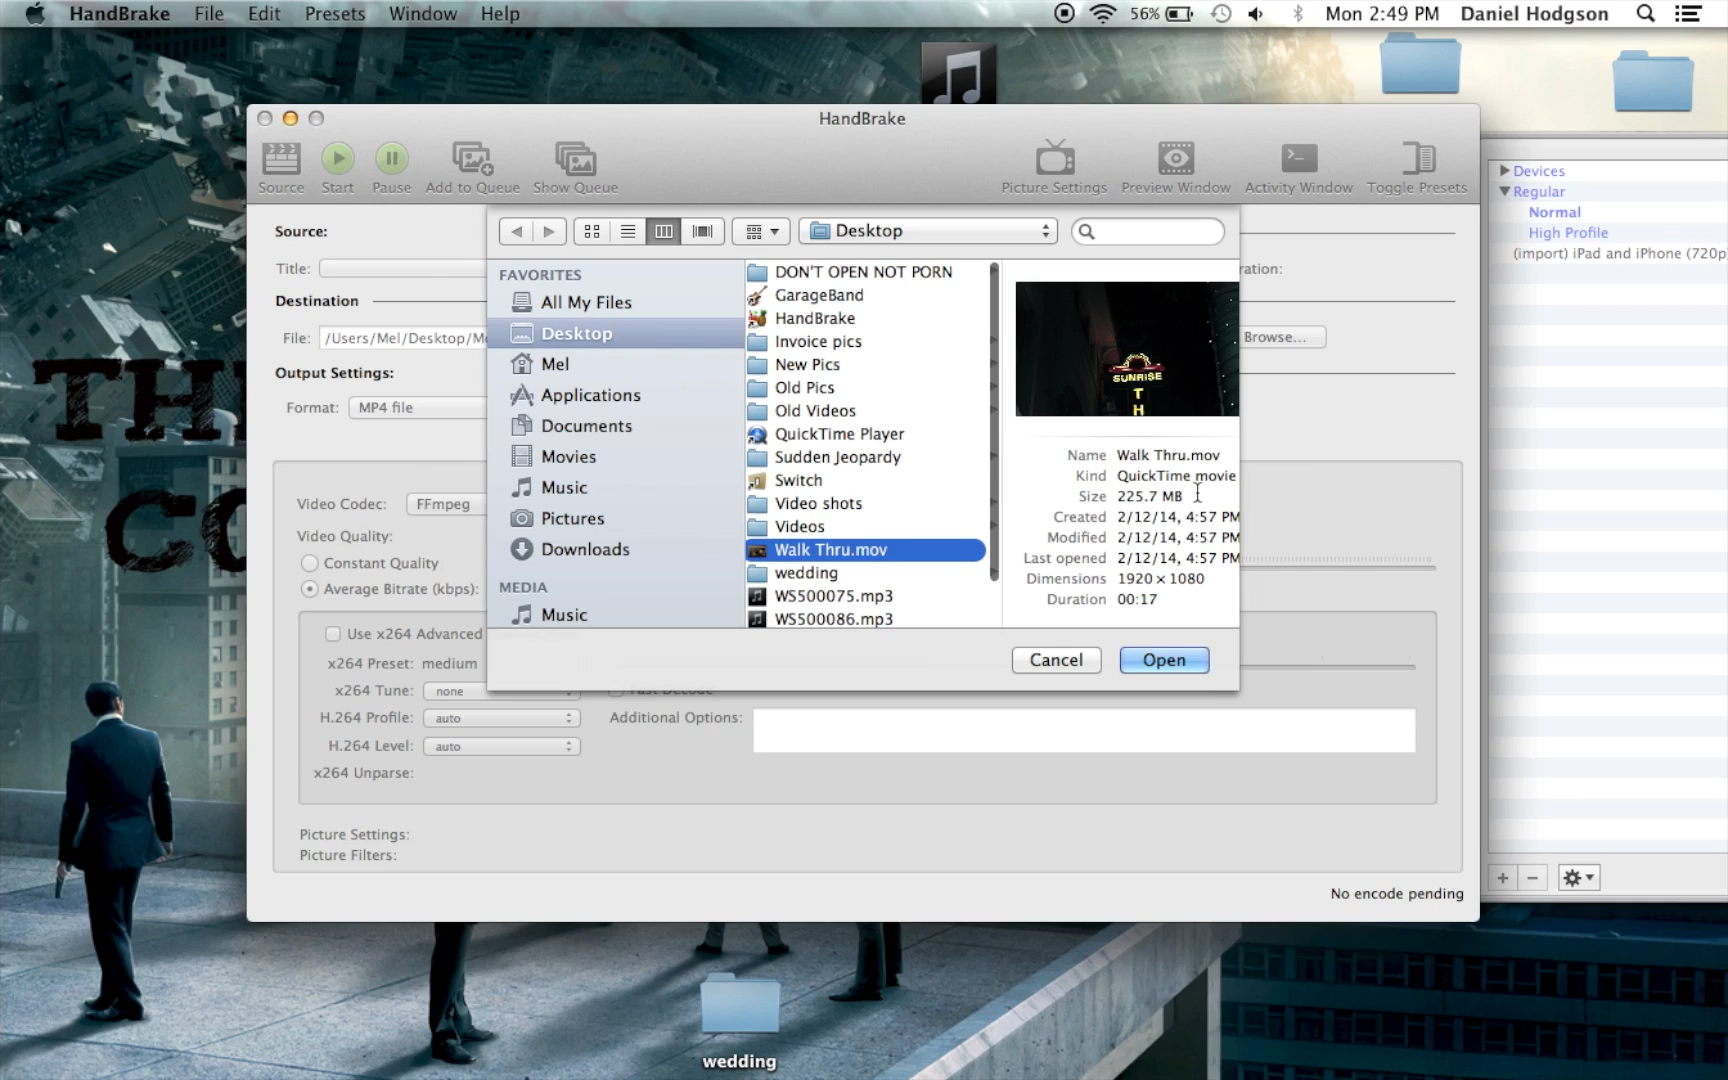 HandBrake File Edit Presets Window Help 56% Mon 2:49 PM Daniel Hodgson
HandBrake
Source Start Pause Add to Queue Show Queue Picture Settings Preview Window Activity Window Toggle Presets
Source:
Title:
ration:
Destination
File: /Users/Mel/Desktop/M
Browse...
Output Settings:
Format: MP4 file
Video Codec: FFmpeg
Video Quality:
Constant Quality
Average Bitrate (kbps):
Use x264 Advanced
x264 Preset: medium
x264 Tune: none
Fast Decode
H.264 Profile: auto
Additional Options:
H.264 Level: auto
x264 Unparse:
Picture Settings:
Picture Filters:
No encode pending
Desktop
FAVORITES
All My Files
Desktop
Mel
Applications
Documents
Movies
Music
Pictures
Downloads
MEDIA
Music
DON'T OPEN NOT PORN
GarageBand
HandBrake
Invoice pics
New Pics
Old Pics
Old Videos
QuickTime Player
Sudden Jeopardy
Switch
Video shots
Videos
Walk Thru.mov
wedding
WS500075.mp3
WS500086.mp3
SUNRISE
T
H
Name Walk Thru.mov
Kind QuickTime movie
Size 225.7 MB
Created 2/12/14, 4:57 PM
Modified 2/12/14, 4:57 PM
Last opened 2/12/14, 4:57 PM
Dimensions 1920 × 1080
Duration 00:17
Cancel Open
Devices
Regular
Normal
High Profile
(import) iPad and iPhone (720p
TH
CO
wedding